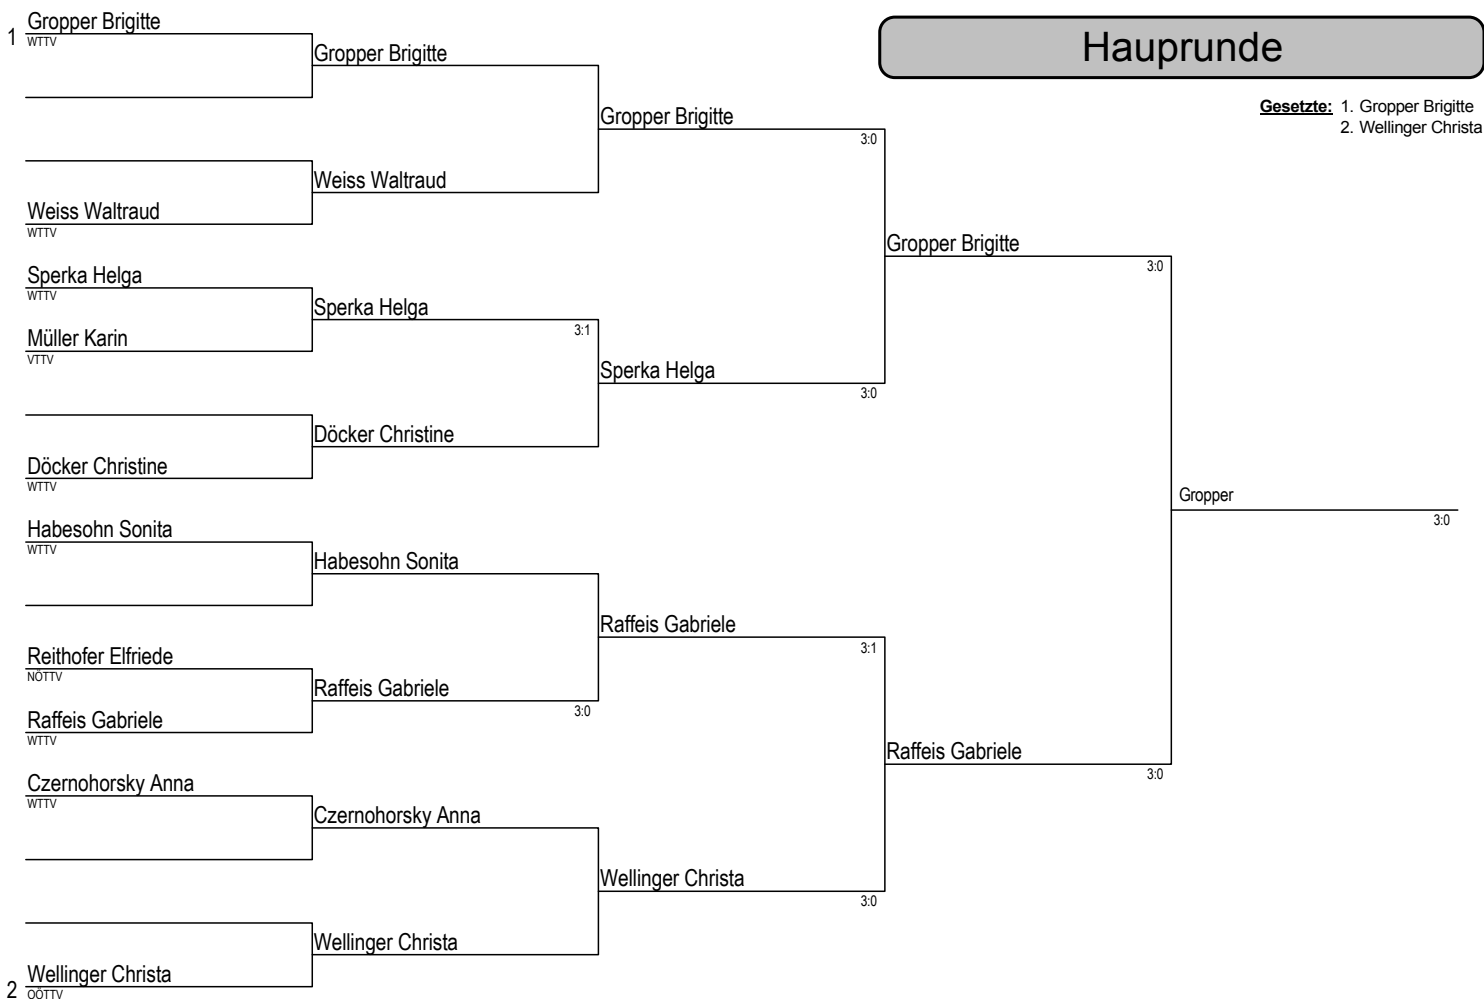 Hauprunde
Gesetzte: 1. Gropper Brigitte
2. Wellinger Christa
1 Gropper Brigitte
WTTV
Weiss Waltraud
WTTV
Sperka Helga
WTTV
Müller Karin
VTTV
Döcker Christine
WTTV
Habesohn Sonita
WTTV
Reithofer Elfriede
NÖTTV
Raffeis Gabriele
WTTV
Czernohorsky Anna
WTTV
2 Wellinger Christa
OÖTTV
Gropper Brigitte
Weiss Waltraud
Sperka Helga
3:1
Döcker Christine
Habesohn Sonita
Raffeis Gabriele
3:0
Czernohorsky Anna
Wellinger Christa
Gropper Brigitte
3:0
Sperka Helga
3:0
Raffeis Gabriele
3:1
Wellinger Christa
3:0
Gropper Brigitte
3:0
Raffeis Gabriele
3:0
Gropper
3:0